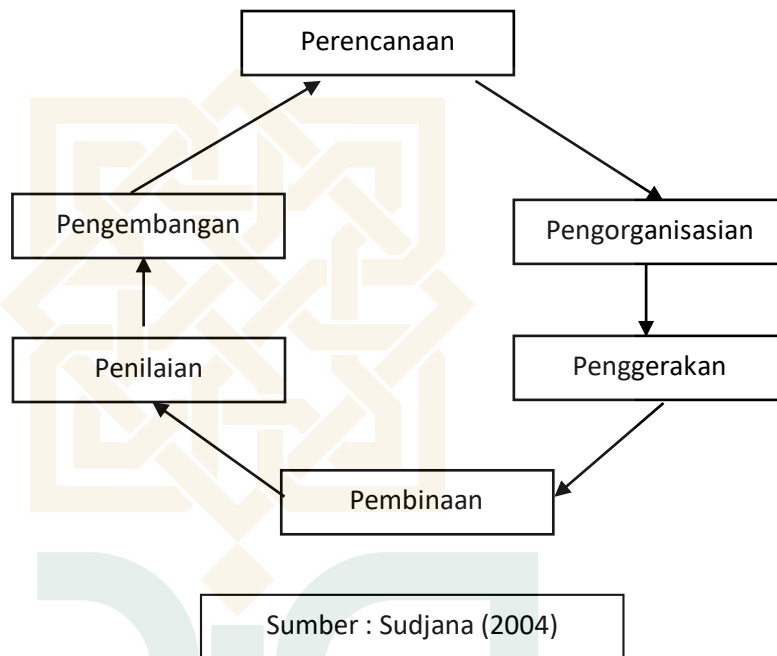 Perencanaan
Pengorganisasian
Penggerakan
Pembinaan
Penilaian
Pengembangan
Sumber : Sudjana (2004)